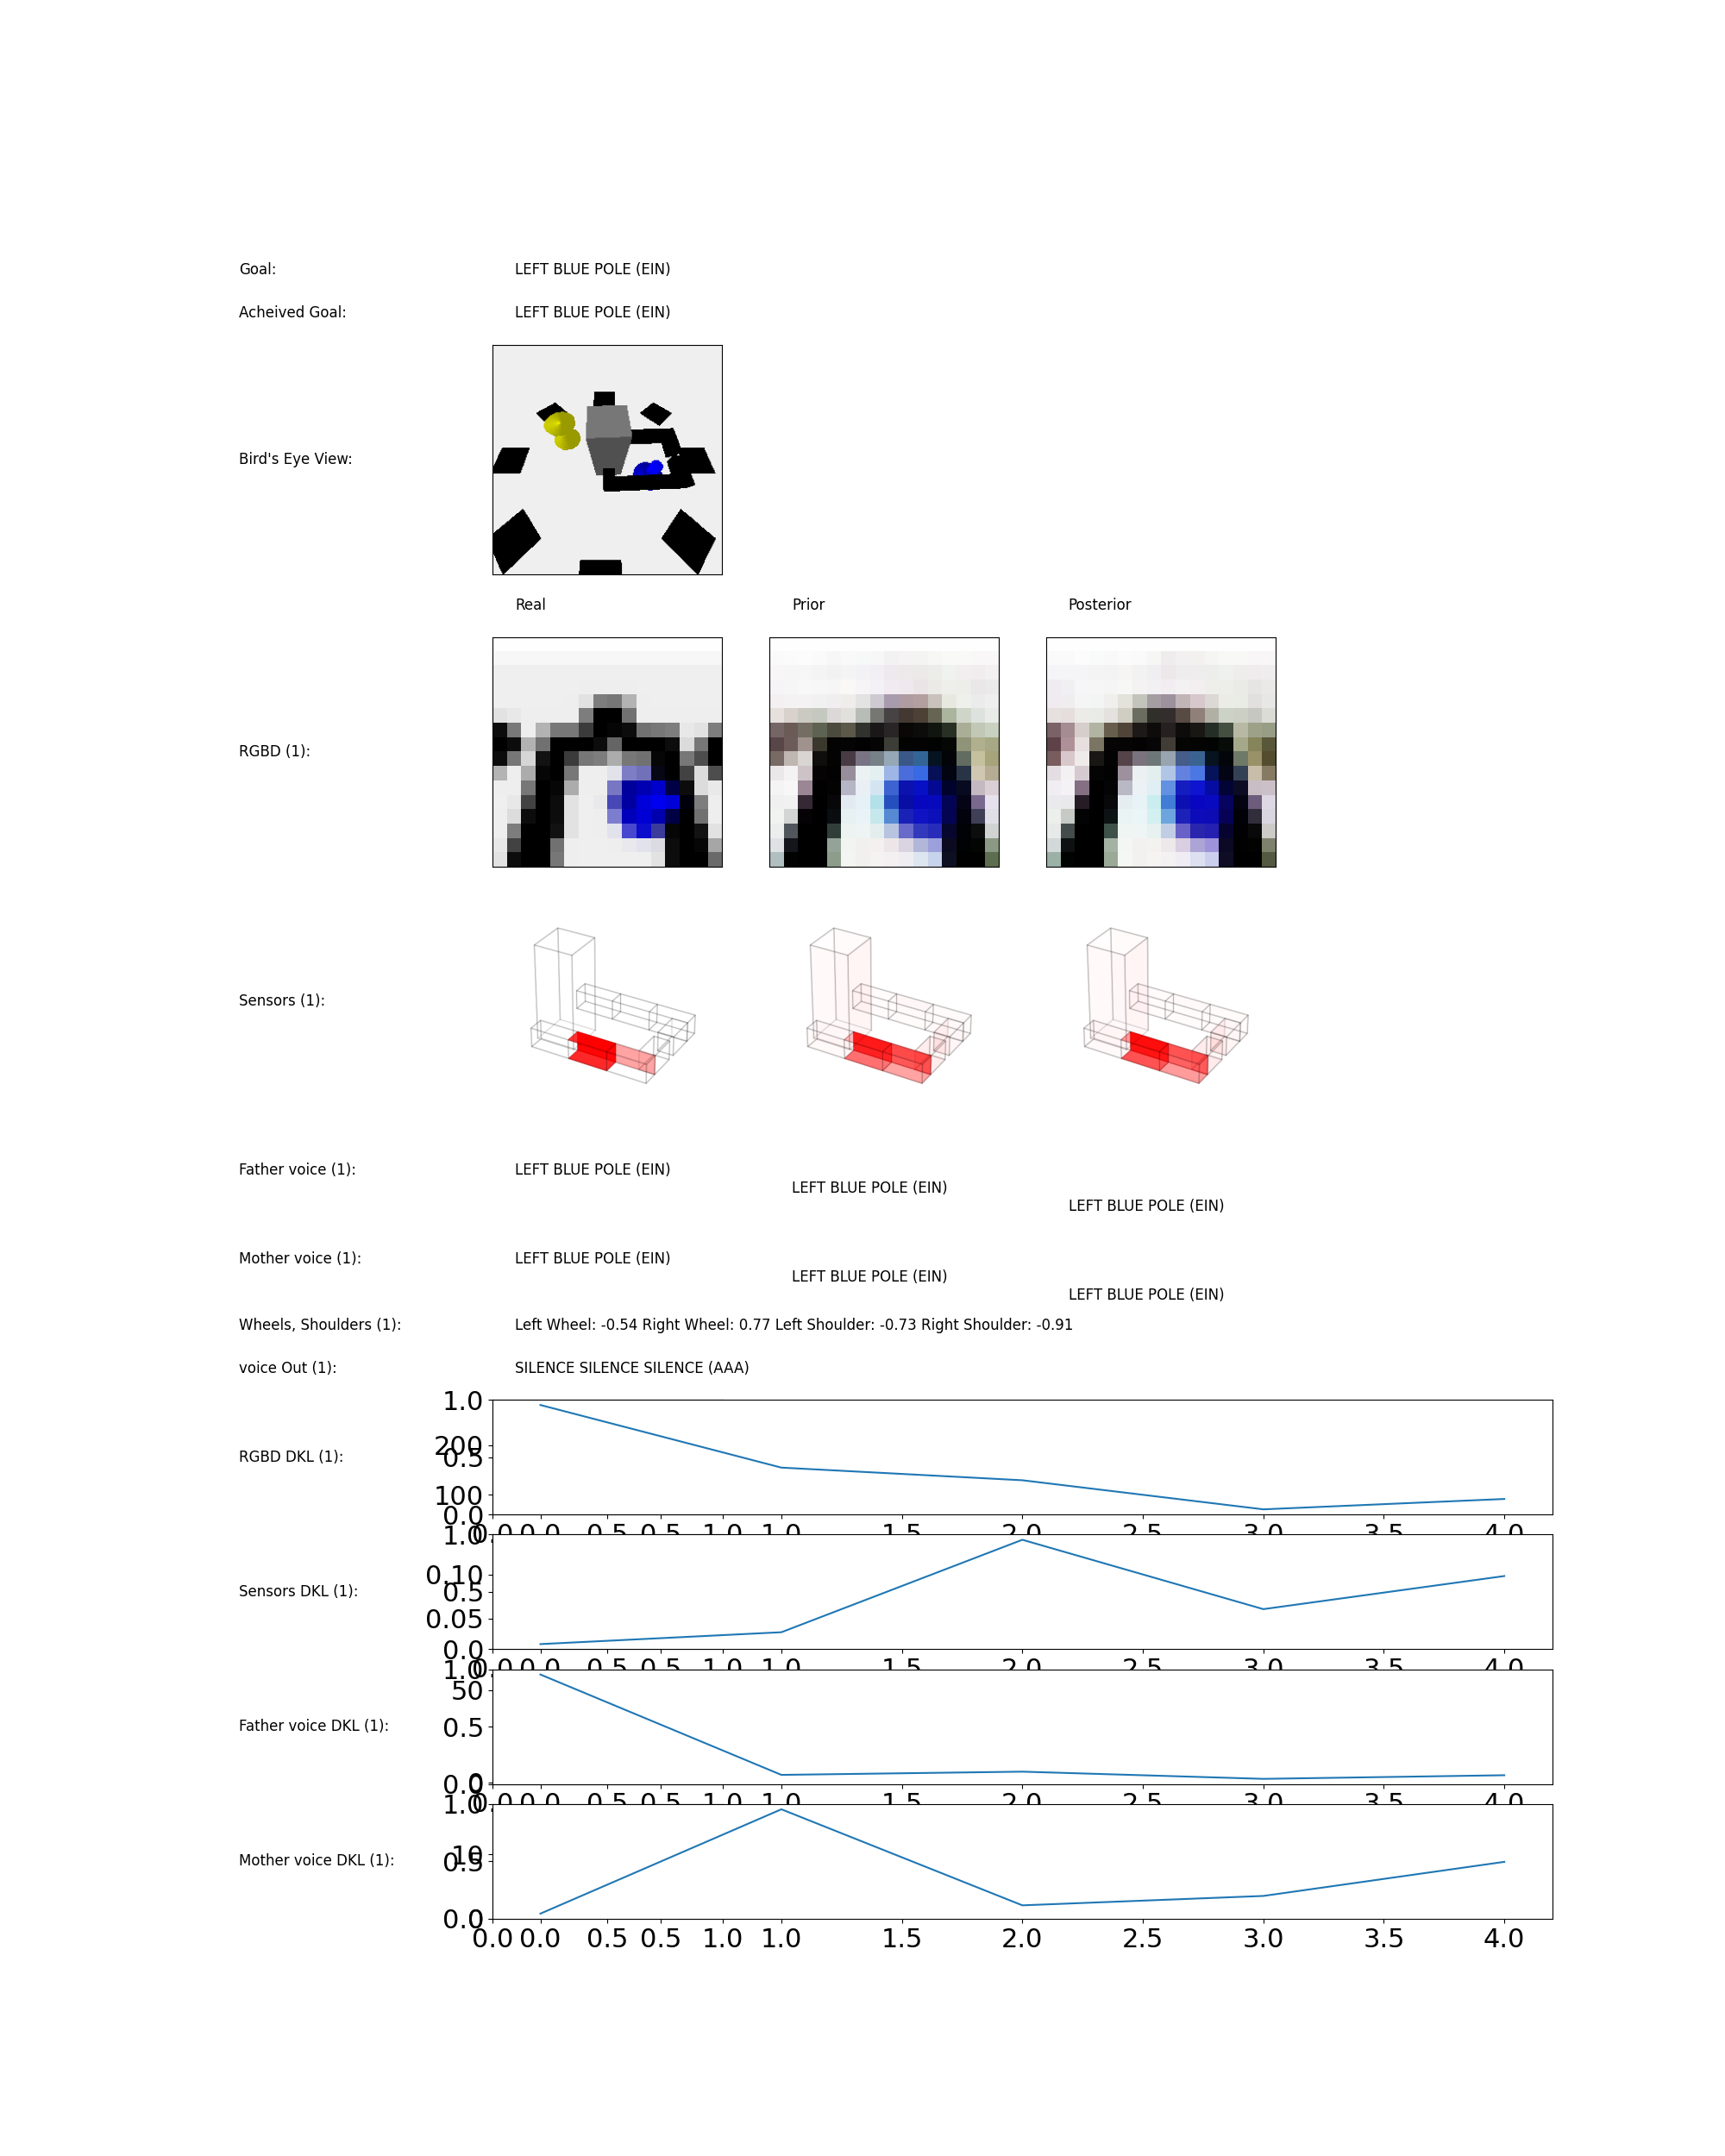 Goal: LEFT BLUE POLE (EIN)
Acheived Goal: LEFT BLUE POLE (EIN)
Bird's Eye View:
Real Prior Posterior
RGBD (1):
Sensors (1):
Father voice (1): LEFT BLUE POLE (EIN)
LEFT BLUE POLE (EIN)
LEFT BLUE POLE (EIN)
Mother voice (1): LEFT BLUE POLE (EIN)
LEFT BLUE POLE (EIN)
LEFT BLUE POLE (EIN)
Wheels, Shoulders (1): Left Wheel: -0.54 Right Wheel: 0.77 Left Shoulder: -0.73 Right Shoulder: -0.91
voice Out (1): SILENCE SILENCE SILENCE (AAA)
1.0
200
RGBD DKL (1): 0.5
100
0.0
0.0 0.0 0.5 0.5 1.0 1.0 1.5 2.0 2.5 3.0 3.5 4.0
1.0
0.10
Sensors DKL (1): 0.5
0.05
0.0
0.0 0.0 0.5 0.5 1.0 1.0 1.5 2.0 2.5 3.0 3.5 4.0
1.0
50
Father voice DKL (1): 0.5
0
0.0
0.0 0.0 0.5 0.5 1.0 1.0 1.5 2.0 2.5 3.0 3.5 4.0
1.0
10
Mother voice DKL (1): 0.5
0.0
0.0 0.0 0.5 0.5 1.0 1.0 1.5 2.0 2.5 3.0 3.5 4.0